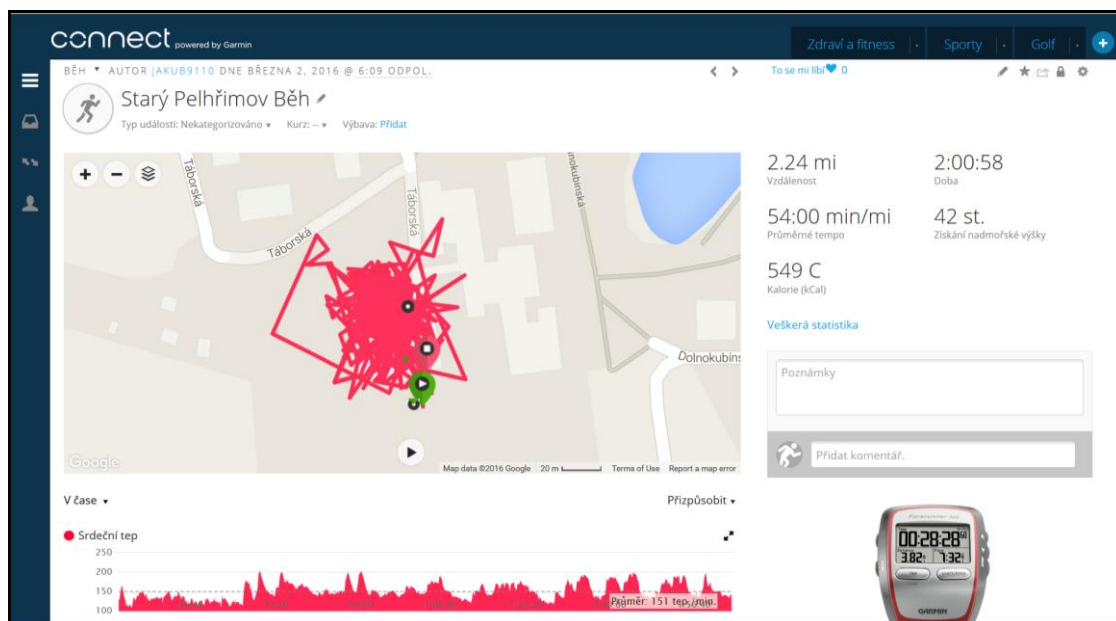 connect powered by Garmin
Zdraví a fitness
Sporty
Golf
BĚH ▾ AUTOR JAKUB9110 DNE BŘEZNA 2, 2016 @ 6:09 ODPOL.
To se mi líbí 0
Starý Pelhřimov Běh
Typ události: Nekategorizováno ▾ Kurz: -- ▾ Výbava: Přidat
Táborská
Táborská
Táborská
Dolnokubínská
Dolnokubíns
Google
Map data ©2016 Google 20 m Terms of Use Report a map error
2.24 mi
Vzdálenost
2:00:58
Doba
54:00 min/mi
Průměrné tempo
42 st.
Získání nadmořské výšky
549 C
Kalorie (kCal)
Veškerá statistika
Poznámky
Přidat komentář.
V čase ▾
Přizpůsobit ▾
Srdeční tep
250
200
150
100
Průměr: 151 tep./min.
00:28:28
3.82
7:32
GARMIN